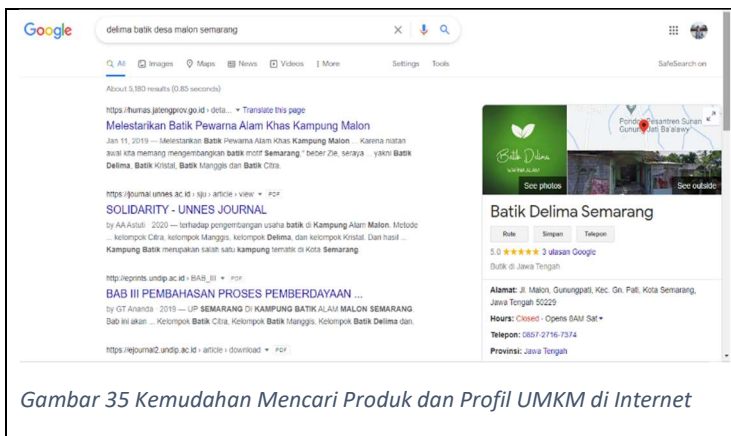 Google
delima batik desa malon semarang
All Images Maps News Videos More Settings Tools
SafeSearch on
About 5,180 results (0.85 seconds)
https://humas.jatengprov.go.id › deta... Translate this page
Melestarikan Batik Pewarna Alam Khas Kampung Malon
Jan 11, 2019 — Melestarikan Batik Pewarna Alam Khas Kampung Malon ... Karena niatan
awal kita memang mengembangkan batik motif Semarang," beber Zie, seraya ... yakni Batik
Delima, Batik Kristal, Batik Manggis dan Batik Citra.
https://journal.unnes.ac.id › sju › article › view PDF
SOLIDARITY - UNNES JOURNAL
by AA Astuti · 2020 — terhadap pengembangan usaha batik di Kampung Alam Malon. Metode
... kelompok Citra, kelompok Manggis, kelompok Delima, dan kelompok Kristal. Dari hasil ...
Kampung Batik merupakan salah satu kampung tematik di Kota Semarang.
http://eprints.undip.ac.id › BAB_III PDF
BAB III PEMBAHASAN PROSES PEMBERDAYAAN ...
by GT Ananda · 2019 — UP SEMARANG DI KAMPUNG BATIK ALAM MALON SEMARANG.
Bab ini akan ... Kelompok Batik Citra, Kelompok Batik Manggis, Kelompok Batik Delima dan.
https://ejournal2.undip.ac.id › article › download PDF
Batik Delima
WARNA ALAM
See photos
Pondok Pesantren Sunan
Gunung Jati Ba'alawy
See outside
Batik Delima Semarang
Rute Simpan Telepon
5.0 ★★★★★ 3 ulasan Google
Butik di Jawa Tengah
Alamat: Jl. Malon, Gunungpati, Kec. Gn. Pati, Kota Semarang,
Jawa Tengah 50229
Hours: Closed · Opens 8AM Sat
Telepon: 0857-2716-7374
Provinsi: Jawa Tengah
Gambar 35 Kemudahan Mencari Produk dan Profil UMKM di Internet